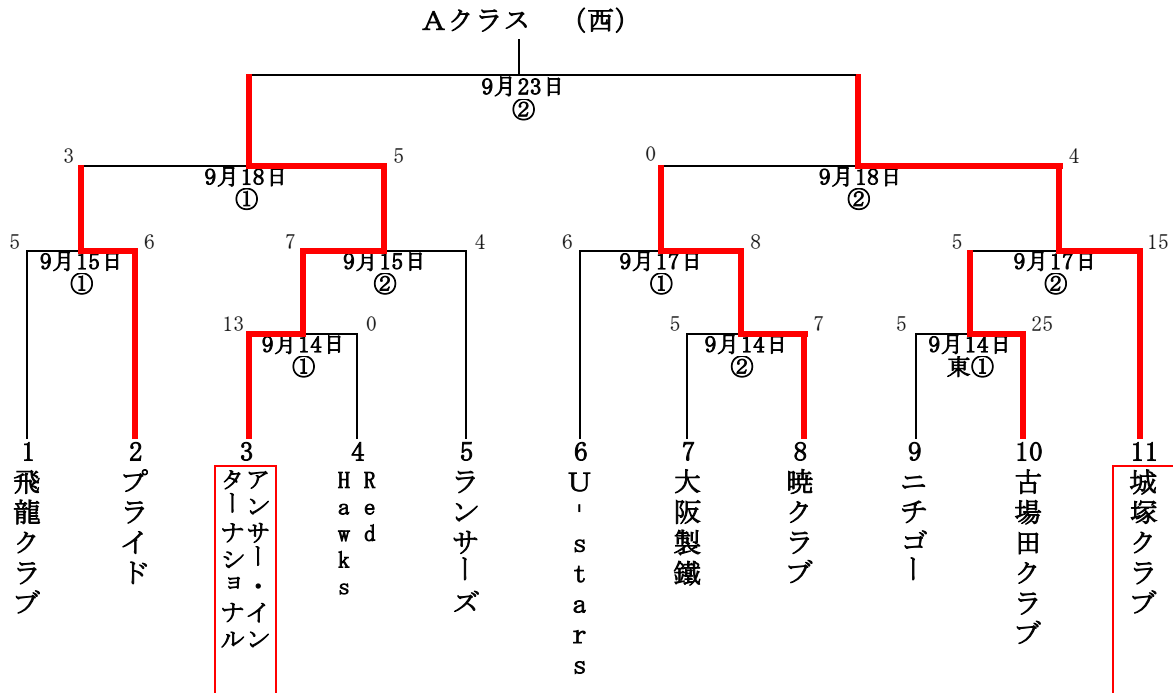 Aクラス （西）
9月23日
②
3
5
0
4
9月18日
①
9月18日
②
5
6
7
4
6
8
5
15
9月15日
①
9月15日
②
9月17日
①
9月17日
②
13
0
5
7
5
25
9月14日
①
9月14日
②
9月14日
東①
1
飛龍クラブ
2
プライド
3
アンサー・イン
ターナショナル
4
Red
Hawks
5
ランサーズ
6
U'stars
7
大阪製鐵
8
暁クラブ
9
ニチゴー
10
古場田クラブ
11
城塚クラブ